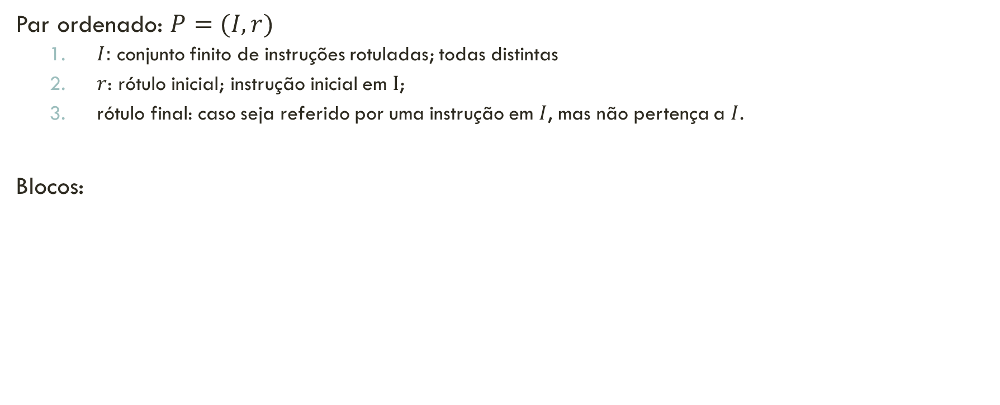 Par ordenado: P = (I, r)
1. I: conjunto finito de instruções rotuladas; todas distintas
2. r: rótulo inicial; instrução inicial em I;
3. rótulo final: caso seja referido por uma instrução em I, mas não pertença a I.
Blocos: